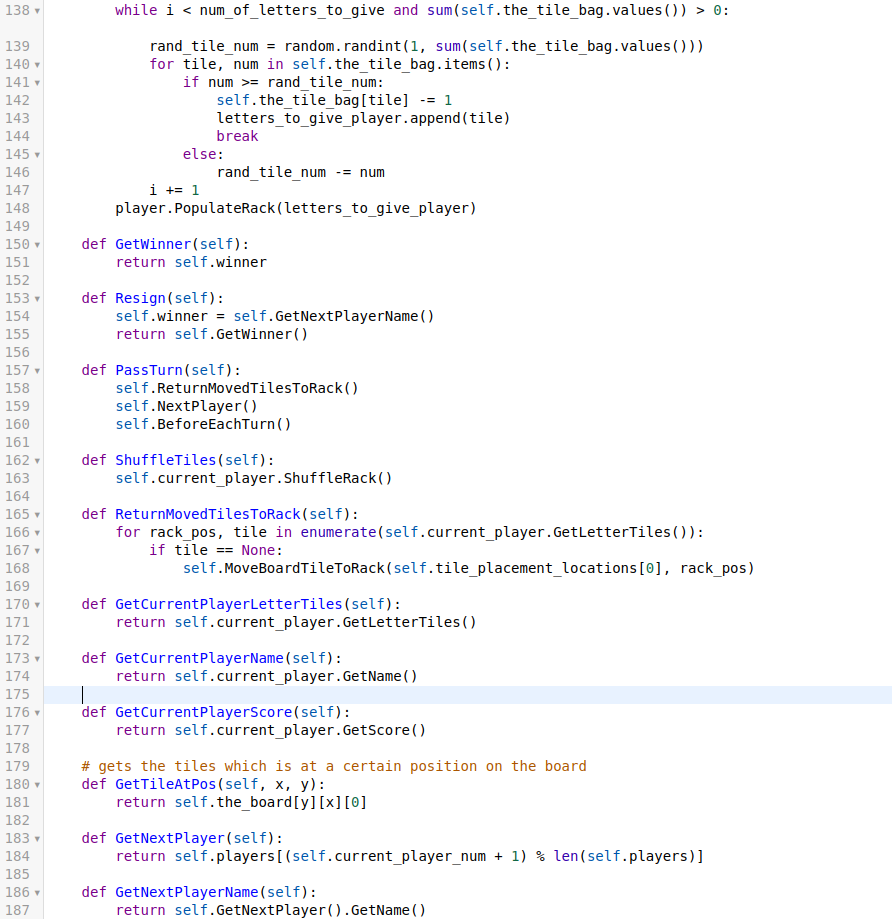 138 while i < num_of_letters_to_give and sum(self.the_tile_bag.values()) > 0:
139 rand_tile_num = random.randint(1, sum(self.the_tile_bag.values()))
140 for tile, num in self.the_tile_bag.items():
141 if num >= rand_tile_num:
142 self.the_tile_bag[tile] -= 1
143 letters_to_give_player.append(tile)
144 break
145 else:
146 rand_tile_num -= num
147 i += 1
148 player.PopulateRack(letters_to_give_player)
149
150 def GetWinner(self):
151 return self.winner
152
153 def Resign(self):
154 self.winner = self.GetNextPlayerName()
155 return self.GetWinner()
156
157 def PassTurn(self):
158 self.ReturnMovedTilesToRack()
159 self.NextPlayer()
160 self.BeforeEachTurn()
161
162 def ShuffleTiles(self):
163 self.current_player.ShuffleRack()
164
165 def ReturnMovedTilesToRack(self):
166 for rack_pos, tile in enumerate(self.current_player.GetLetterTiles()):
167 if tile == None:
168 self.MoveBoardTileToRack(self.tile_placement_locations[0], rack_pos)
169
170 def GetCurrentPlayerLetterTiles(self):
171 return self.current_player.GetLetterTiles()
172
173 def GetCurrentPlayerName(self):
174 return self.current_player.GetName()
175
176 def GetCurrentPlayerScore(self):
177 return self.current_player.GetScore()
178
179 # gets the tiles which is at a certain position on the board
180 def GetTileAtPos(self, x, y):
181 return self.the_board[y][x][0]
182
183 def GetNextPlayer(self):
184 return self.players[(self.current_player_num + 1) % len(self.players)]
185
186 def GetNextPlayerName(self):
187 return self.GetNextPlayer().GetName()